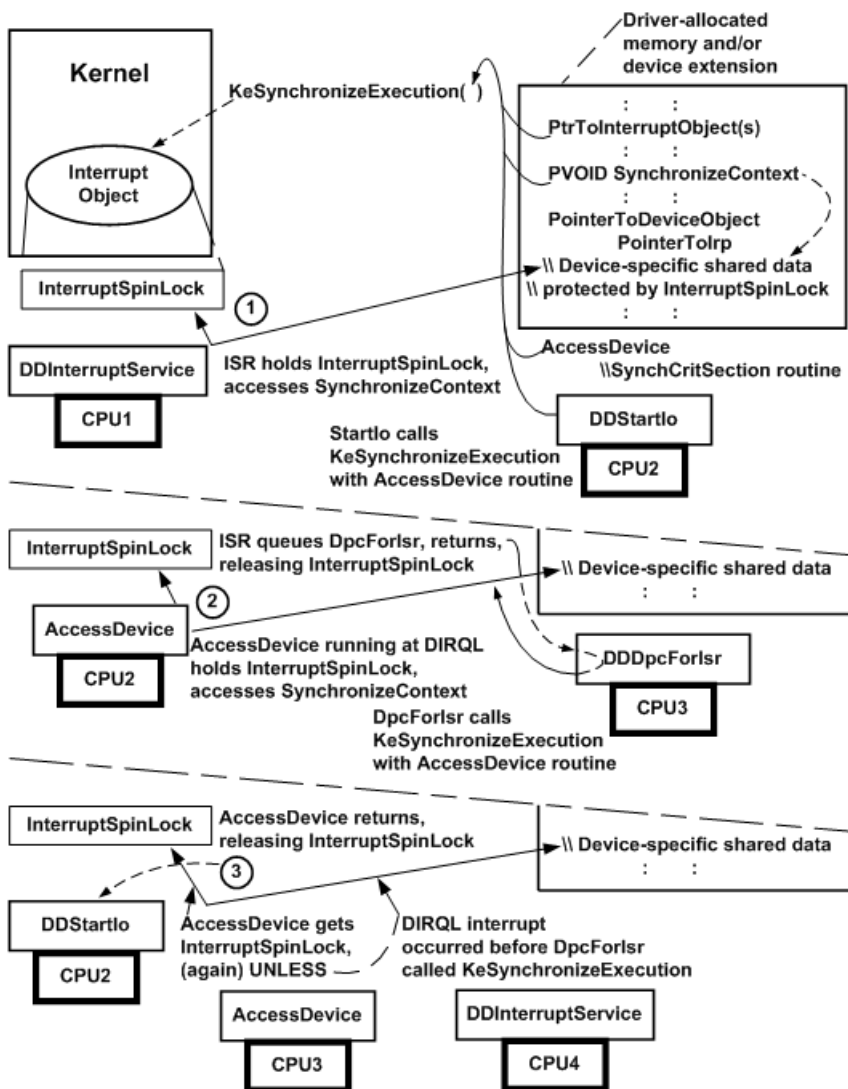 Driver-allocated
memory and/or
device extension
Kernel
KeSynchronizeExecution( )
: :
PtrToInterruptObject(s)
: :
Interrupt
Object
PVOID SynchronizeContext
: :
PointerToDeviceObject
PointerToIrp
\\ Device-specific shared data
\\ protected by InterruptSpinLock
: :
InterruptSpinLock
1
DDInterruptService
CPU1
ISR holds InterruptSpinLock,
accesses SynchronizeContext
AccessDevice
\\SynchCritSection routine
DDStartIo
CPU2
StartIo calls
KeSynchronizeExecution
with AccessDevice routine
InterruptSpinLock
ISR queues DpcForIsr, returns,
releasing InterruptSpinLock
\\ Device-specific shared data
: :
2
AccessDevice
CPU2
AccessDevice running at DIRQL
holds InterruptSpinLock,
accesses SynchronizeContext
DDDpcForIsr
CPU3
DpcForIsr calls
KeSynchronizeExecution
with AccessDevice routine
InterruptSpinLock
AccessDevice returns,
releasing InterruptSpinLock
\\ Device-specific shared data
: :
3
DDStartIo
CPU2
AccessDevice gets
InterruptSpinLock,
(again) UNLESS
DIRQL interrupt
occurred before DpcForIsr
called KeSynchronizeExecution
AccessDevice
CPU3
DDInterruptService
CPU4